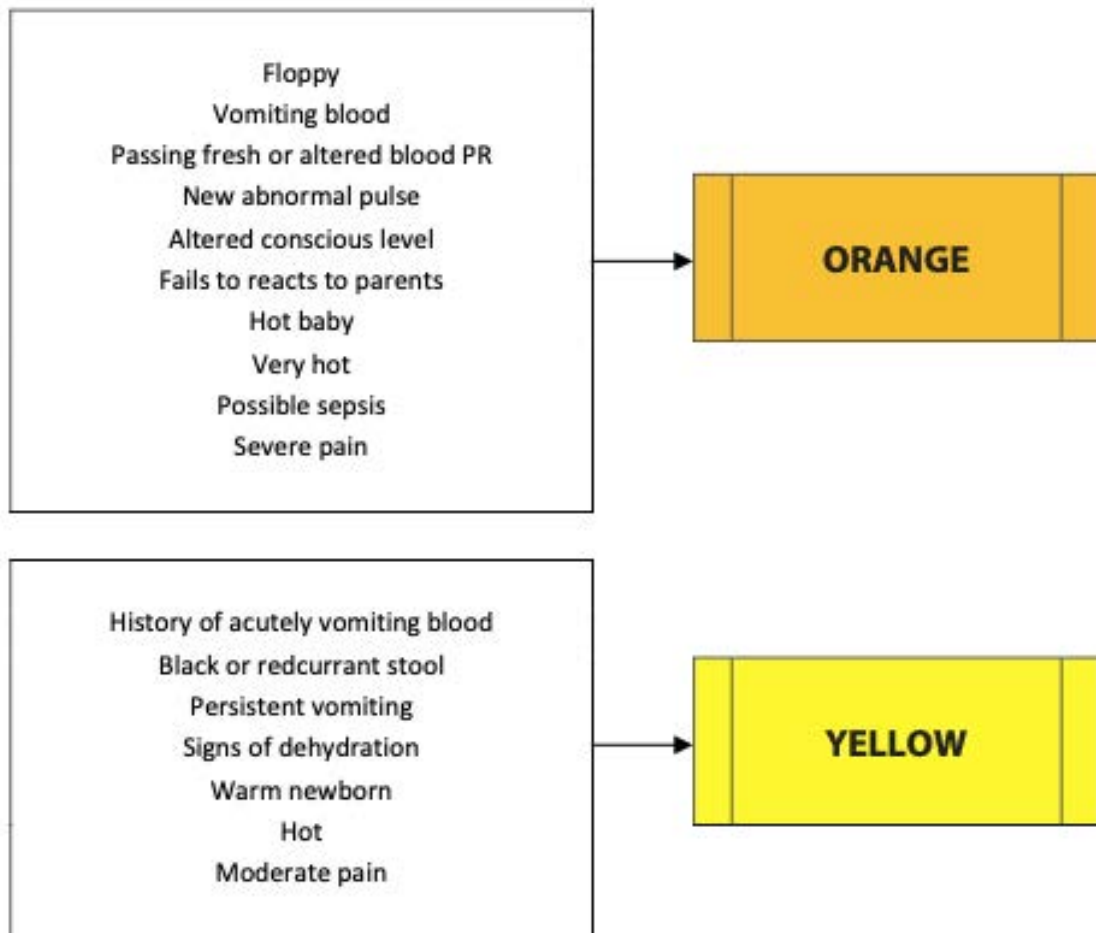 Floppy
Vomiting blood
Passing fresh or altered blood PR
New abnormal pulse
Altered conscious level
Fails to reacts to parents
Hot baby
Very hot
Possible sepsis
Severe pain
ORANGE
History of acutely vomiting blood
Black or redcurrant stool
Persistent vomiting
Signs of dehydration
Warm newborn
Hot
Moderate pain
YELLOW